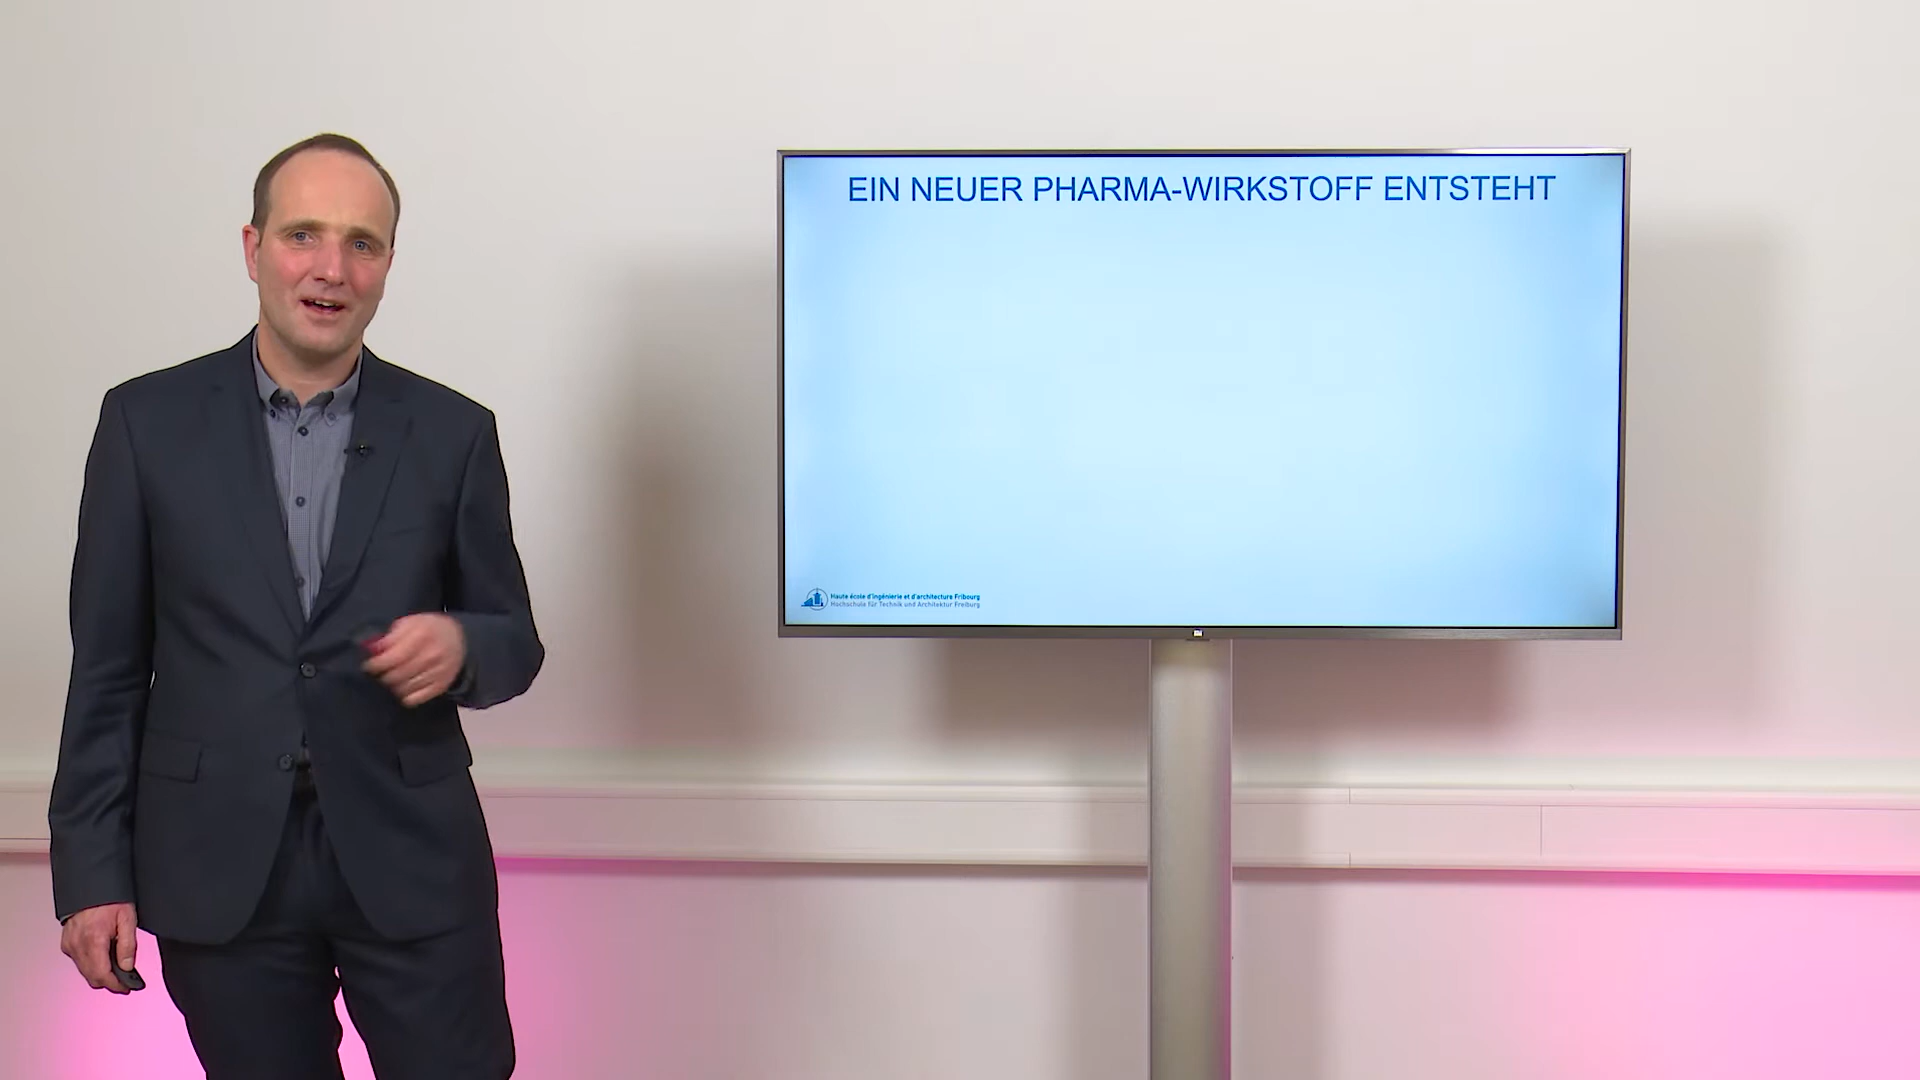 EIN NEUER PHARMA-WIRKSTOFF ENTSTEHT
Haute école d'ingénierie et d'architecture Fribourg
Hochschule für Technik und Architektur Freiburg